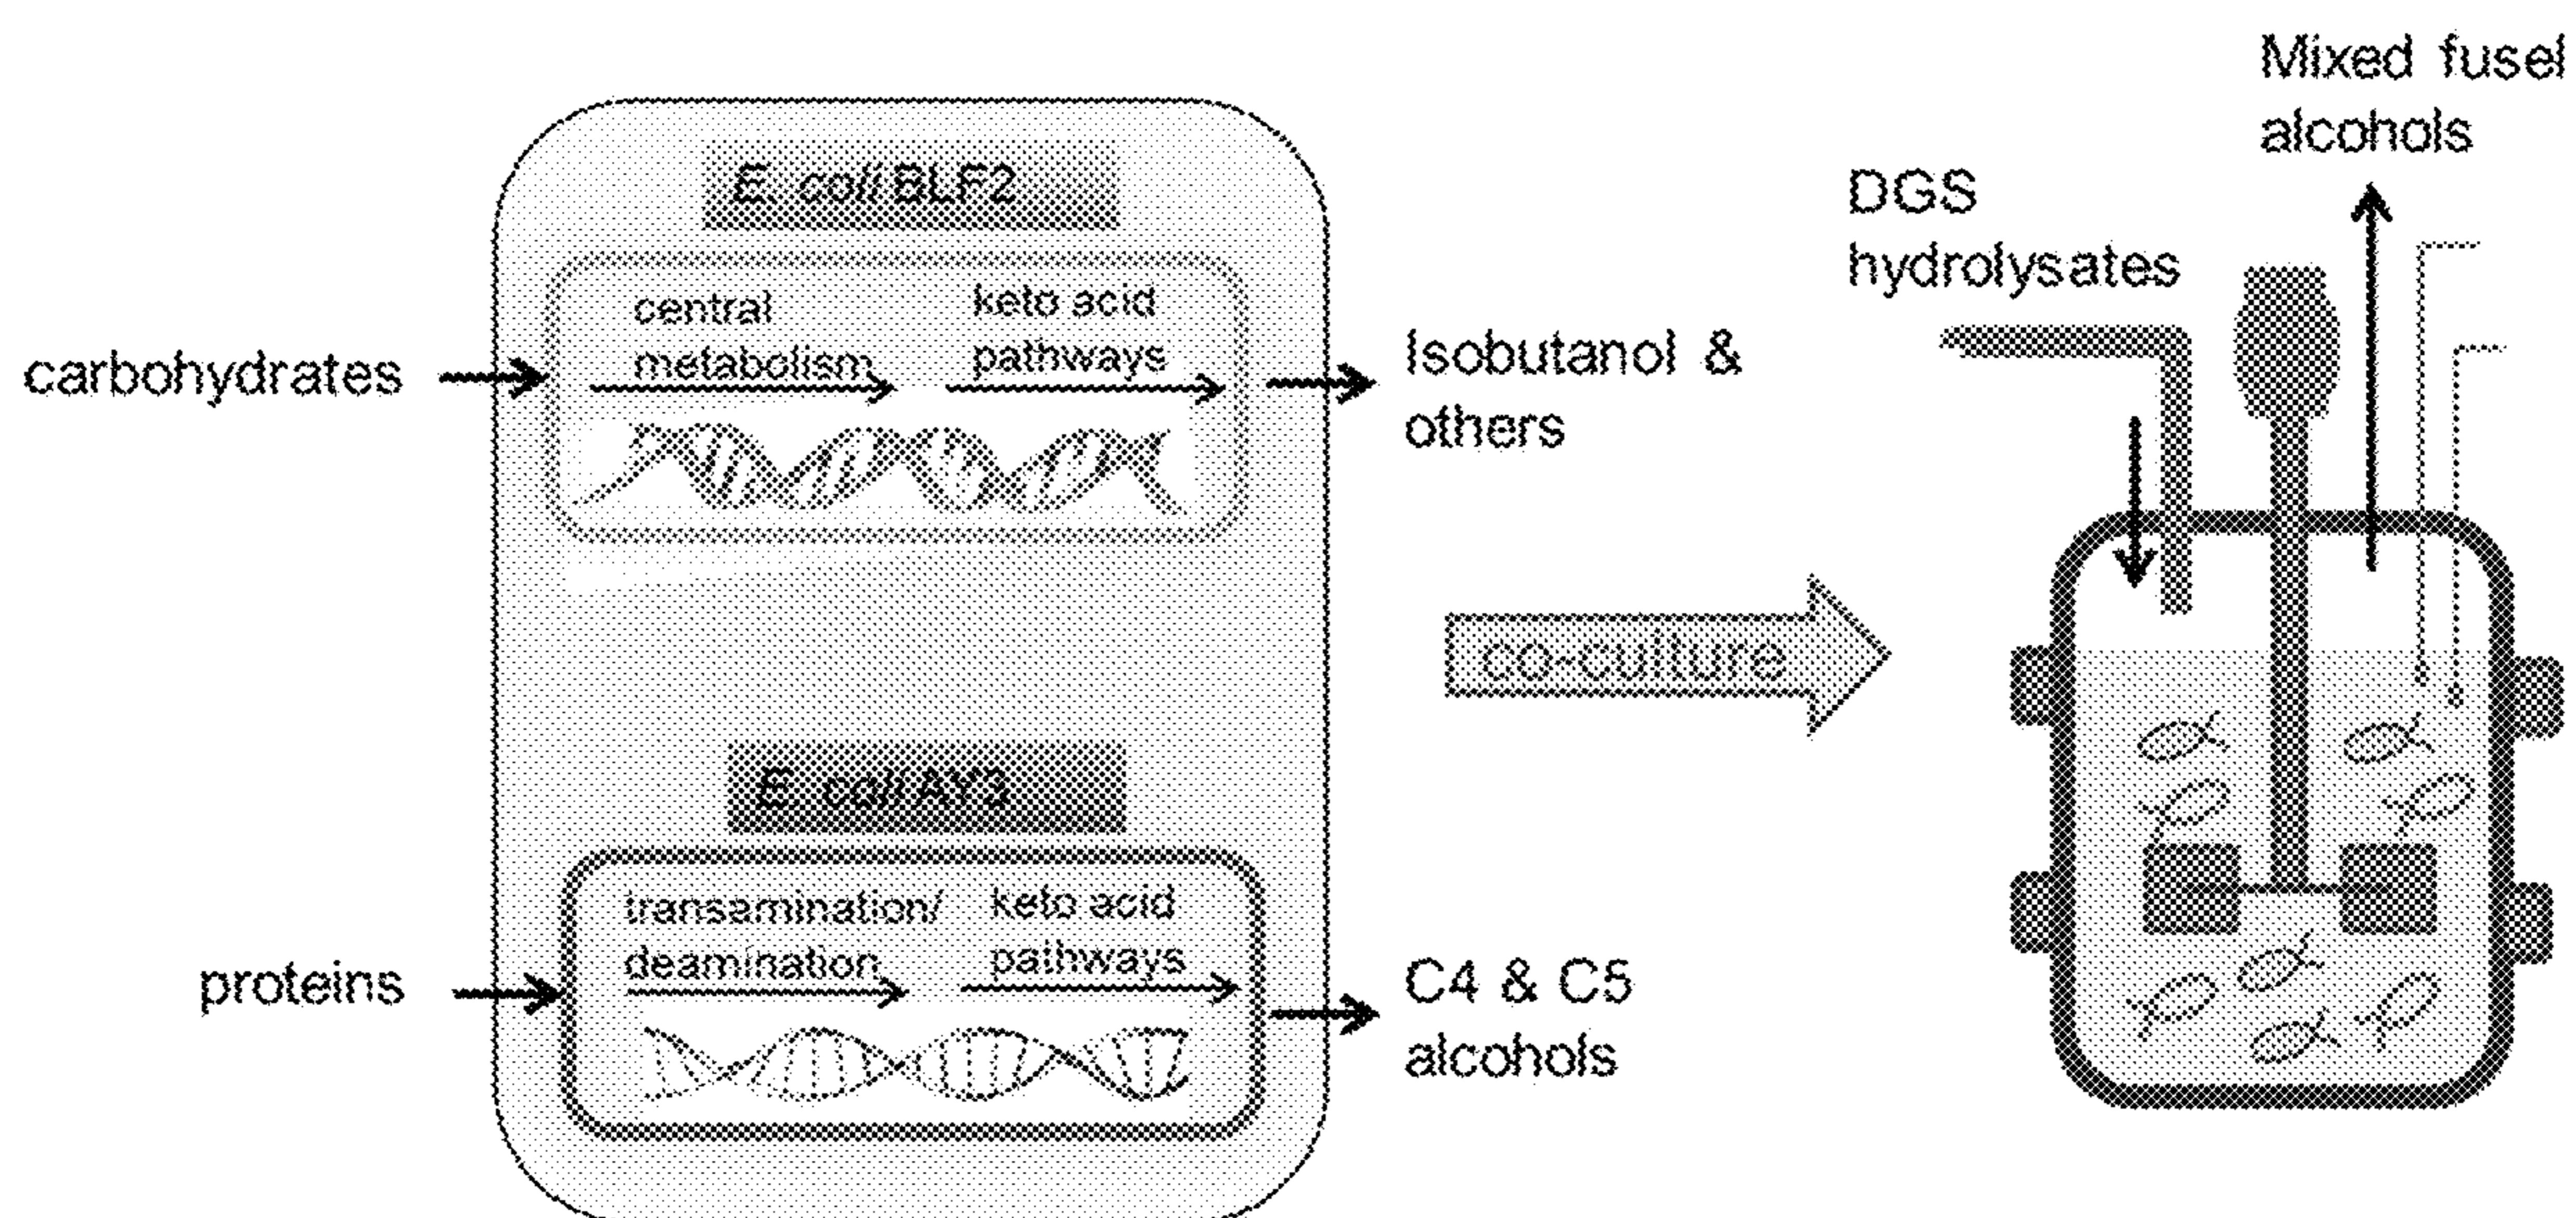 E. coli BLF2
carbohydrates
central
metabolism
keto acid
pathways
Isobutanol &
others
E. coli AY3
proteins
transamination/
deamination
keto acid
pathways
C4 & C5
alcohols
co-culture
DGS
hydrolysates
Mixed fusel
alcohols